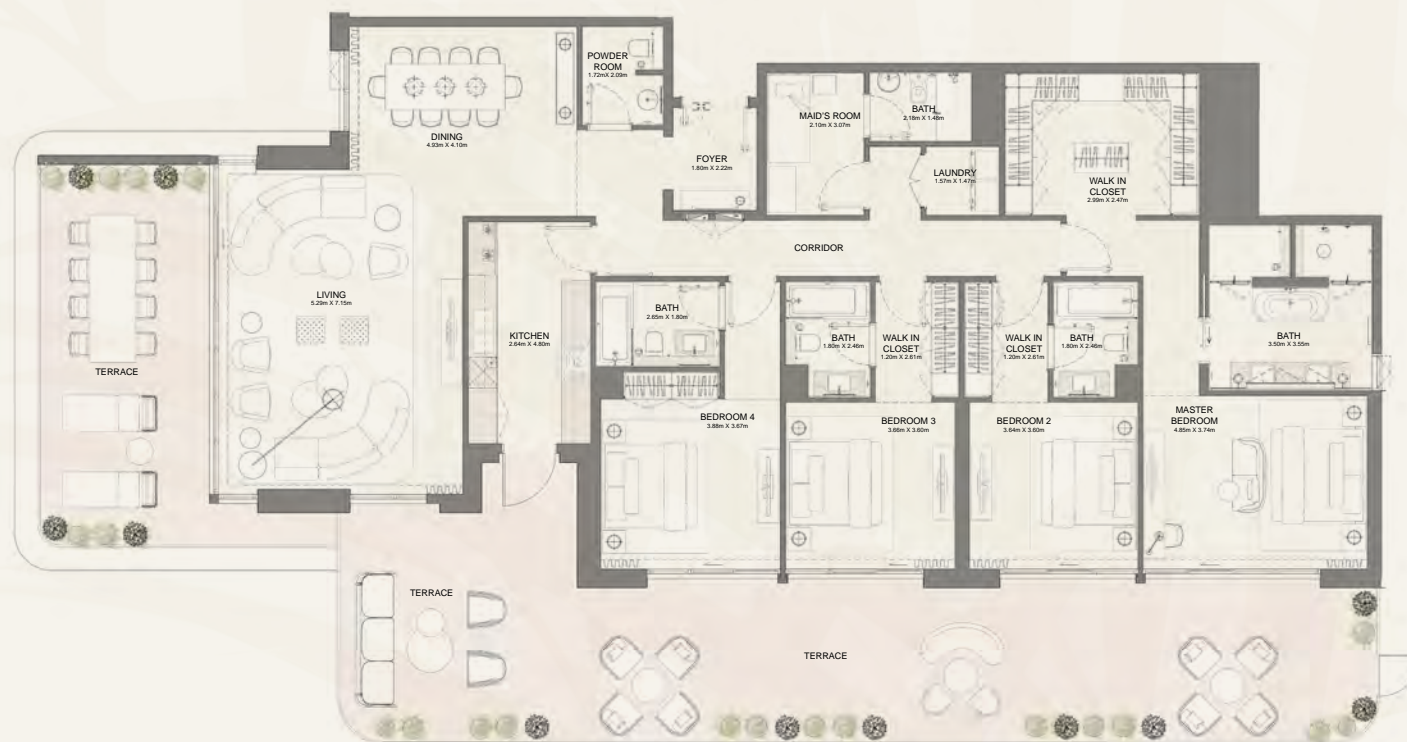 POWDER
ROOM
1.72mX 2.09m
DINING
4.93m X 4.10m
FOYER
1.80m X 2.22m
MAID'S ROOM
2.10m X 3.07m
BATH
2.18m X 1.48m
LAUNDRY
1.57m X 1.47m
WALK IN
CLOSET
2.99m X 2.47m
CORRIDOR
LIVING
5.29m X 7.15m
KITCHEN
2.64m X 4.80m
BATH
2.65m X 1.80m
BATH
1.80m X 2.46m
WALK IN
CLOSET
1.20m X 2.61m
WALK IN
CLOSET
1.20m X 2.61m
BATH
1.80m X 2.46m
BATH
3.50m X 3.55m
TERRACE
BEDROOM 4
3.88m X 3.67m
BEDROOM 3
3.66m X 3.60m
BEDROOM 2
3.64m X 3.60m
MASTER
BEDROOM
4.85m X 3.74m
TERRACE
TERRACE